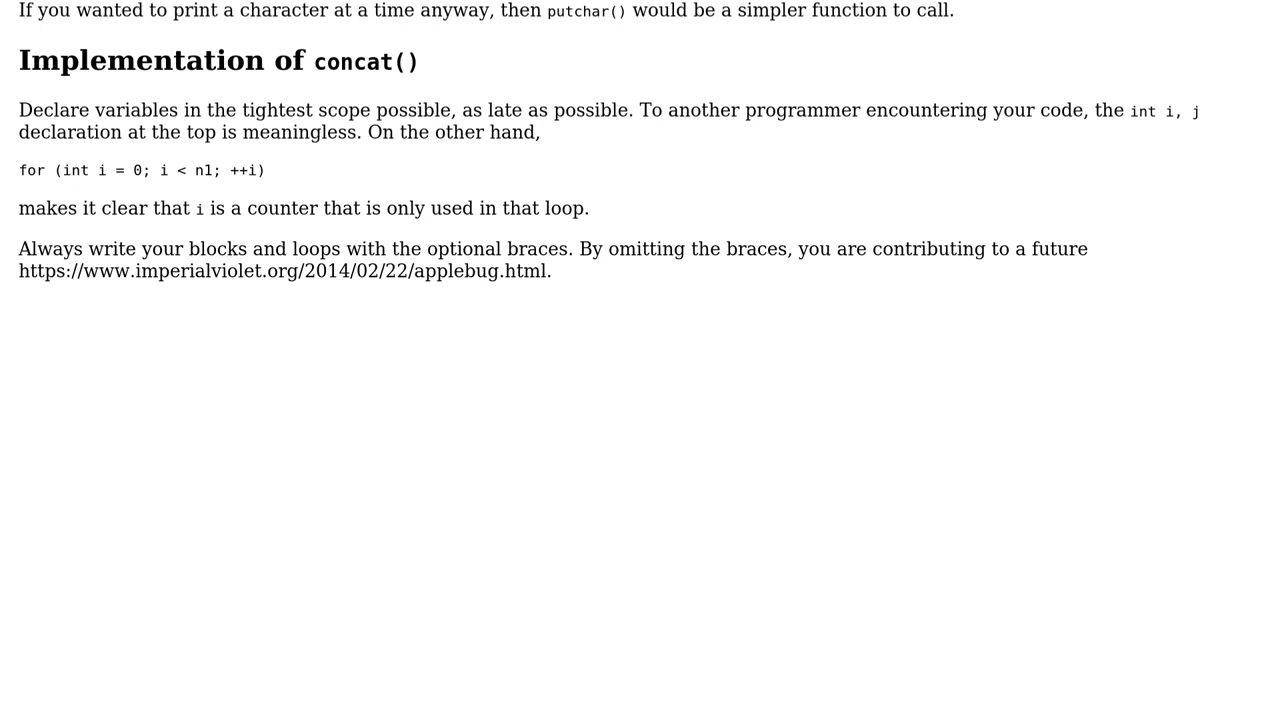 If you wanted to print a character at a time anyway, then putchar() would be a simpler function to call.
Implementation of concat()
Declare variables in the tightest scope possible, as late as possible. To another programmer encountering your code, the int i, j
declaration at the top is meaningless. On the other hand,
for (int i = 0; i < n1; ++i)
makes it clear that i is a counter that is only used in that loop.
Always write your blocks and loops with the optional braces. By omitting the braces, you are contributing to a future
https://www.imperialviolet.org/2014/02/22/applebug.html.